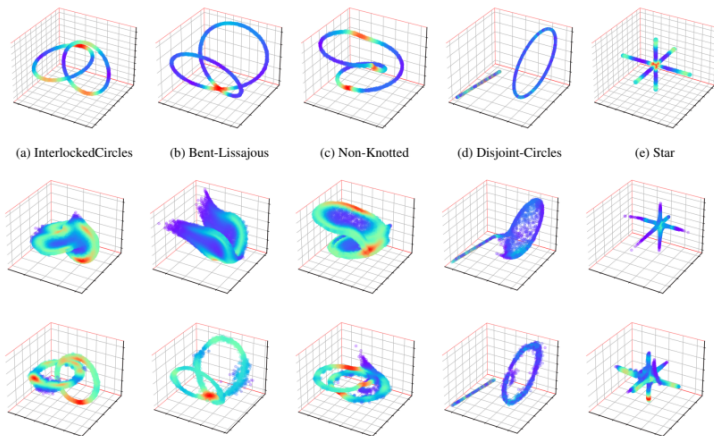 (a) InterlockedCircles
(b) Bent-Lissajous
(c) Non-Knotted
(d) Disjoint-Circles
(e) Star